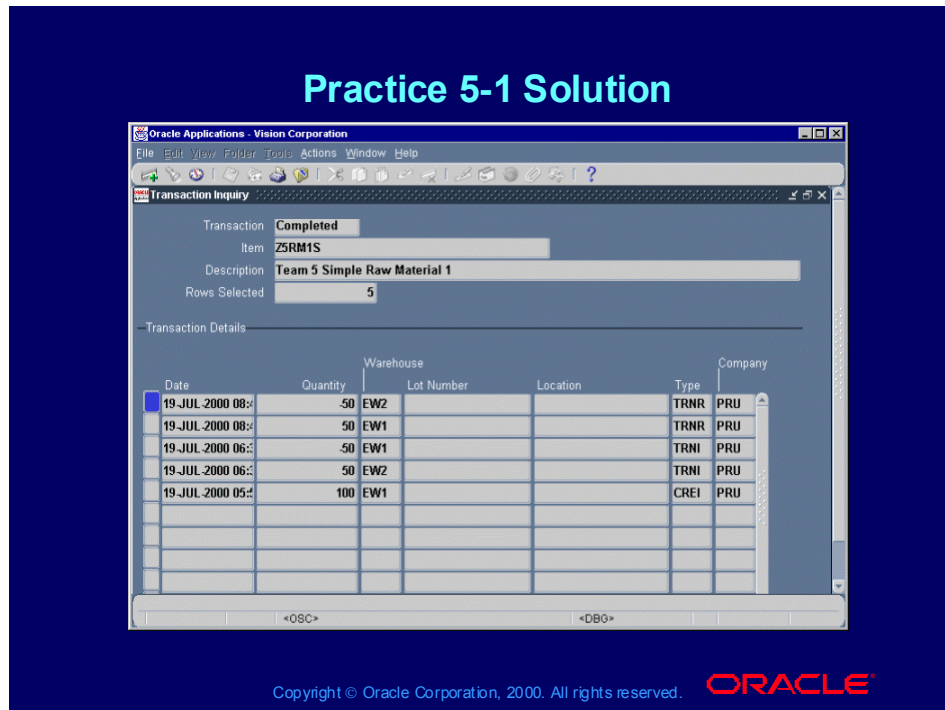 Practice 5-1 Solution
Oracle Applications - Vision Corporation
File Edit View Folder Tools Actions Window Help
Transaction Inquiry
Transaction Completed
Item Z5RM1S
Description Team 5 Simple Raw Material 1
Rows Selected 5
Transaction Details
Warehouse Company
Date Quantity Lot Number Location Type
19-JUL-2000 08:4 -50 EW2 TRNR PRU
19-JUL-2000 08:4 50 EW1 TRNR PRU
19-JUL-2000 06:3 -50 EW1 TRNI PRU
19-JUL-2000 06:3 50 EW2 TRNI PRU
19-JUL-2000 05: 100 EW1 CREI PRU
<OSC> <DBG>
Copyright © Oracle Corporation, 2000. All rights reserved.
ORACLE